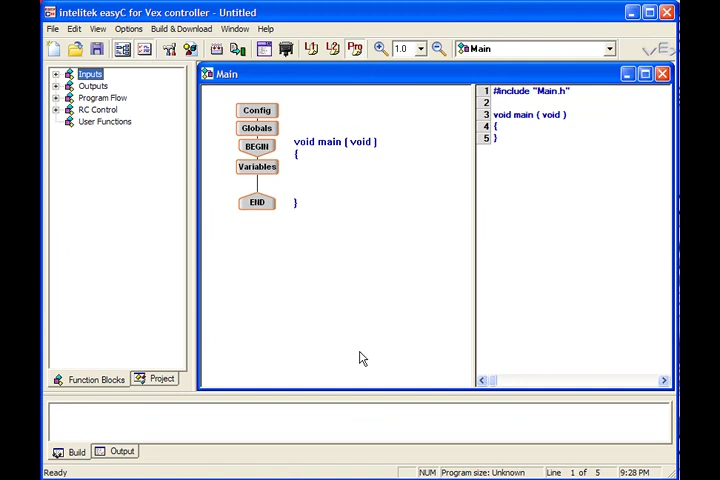 intelitek easyC for Vex controller - Untitled
File Edit View Options Build & Download Window Help
Prg 1.0 Main
Inputs
Outputs
Program Flow
RC Control
User Functions
Function Blocks Project
Main
Config
Globals
BEGIN
Variables
END
void main ( void )
{
}
1 #include "Main.h"
2
3 void main ( void )
4 {
5 }
Build Output
Ready NUM Program size: Unknown Line 1 of 5 9:28 PM